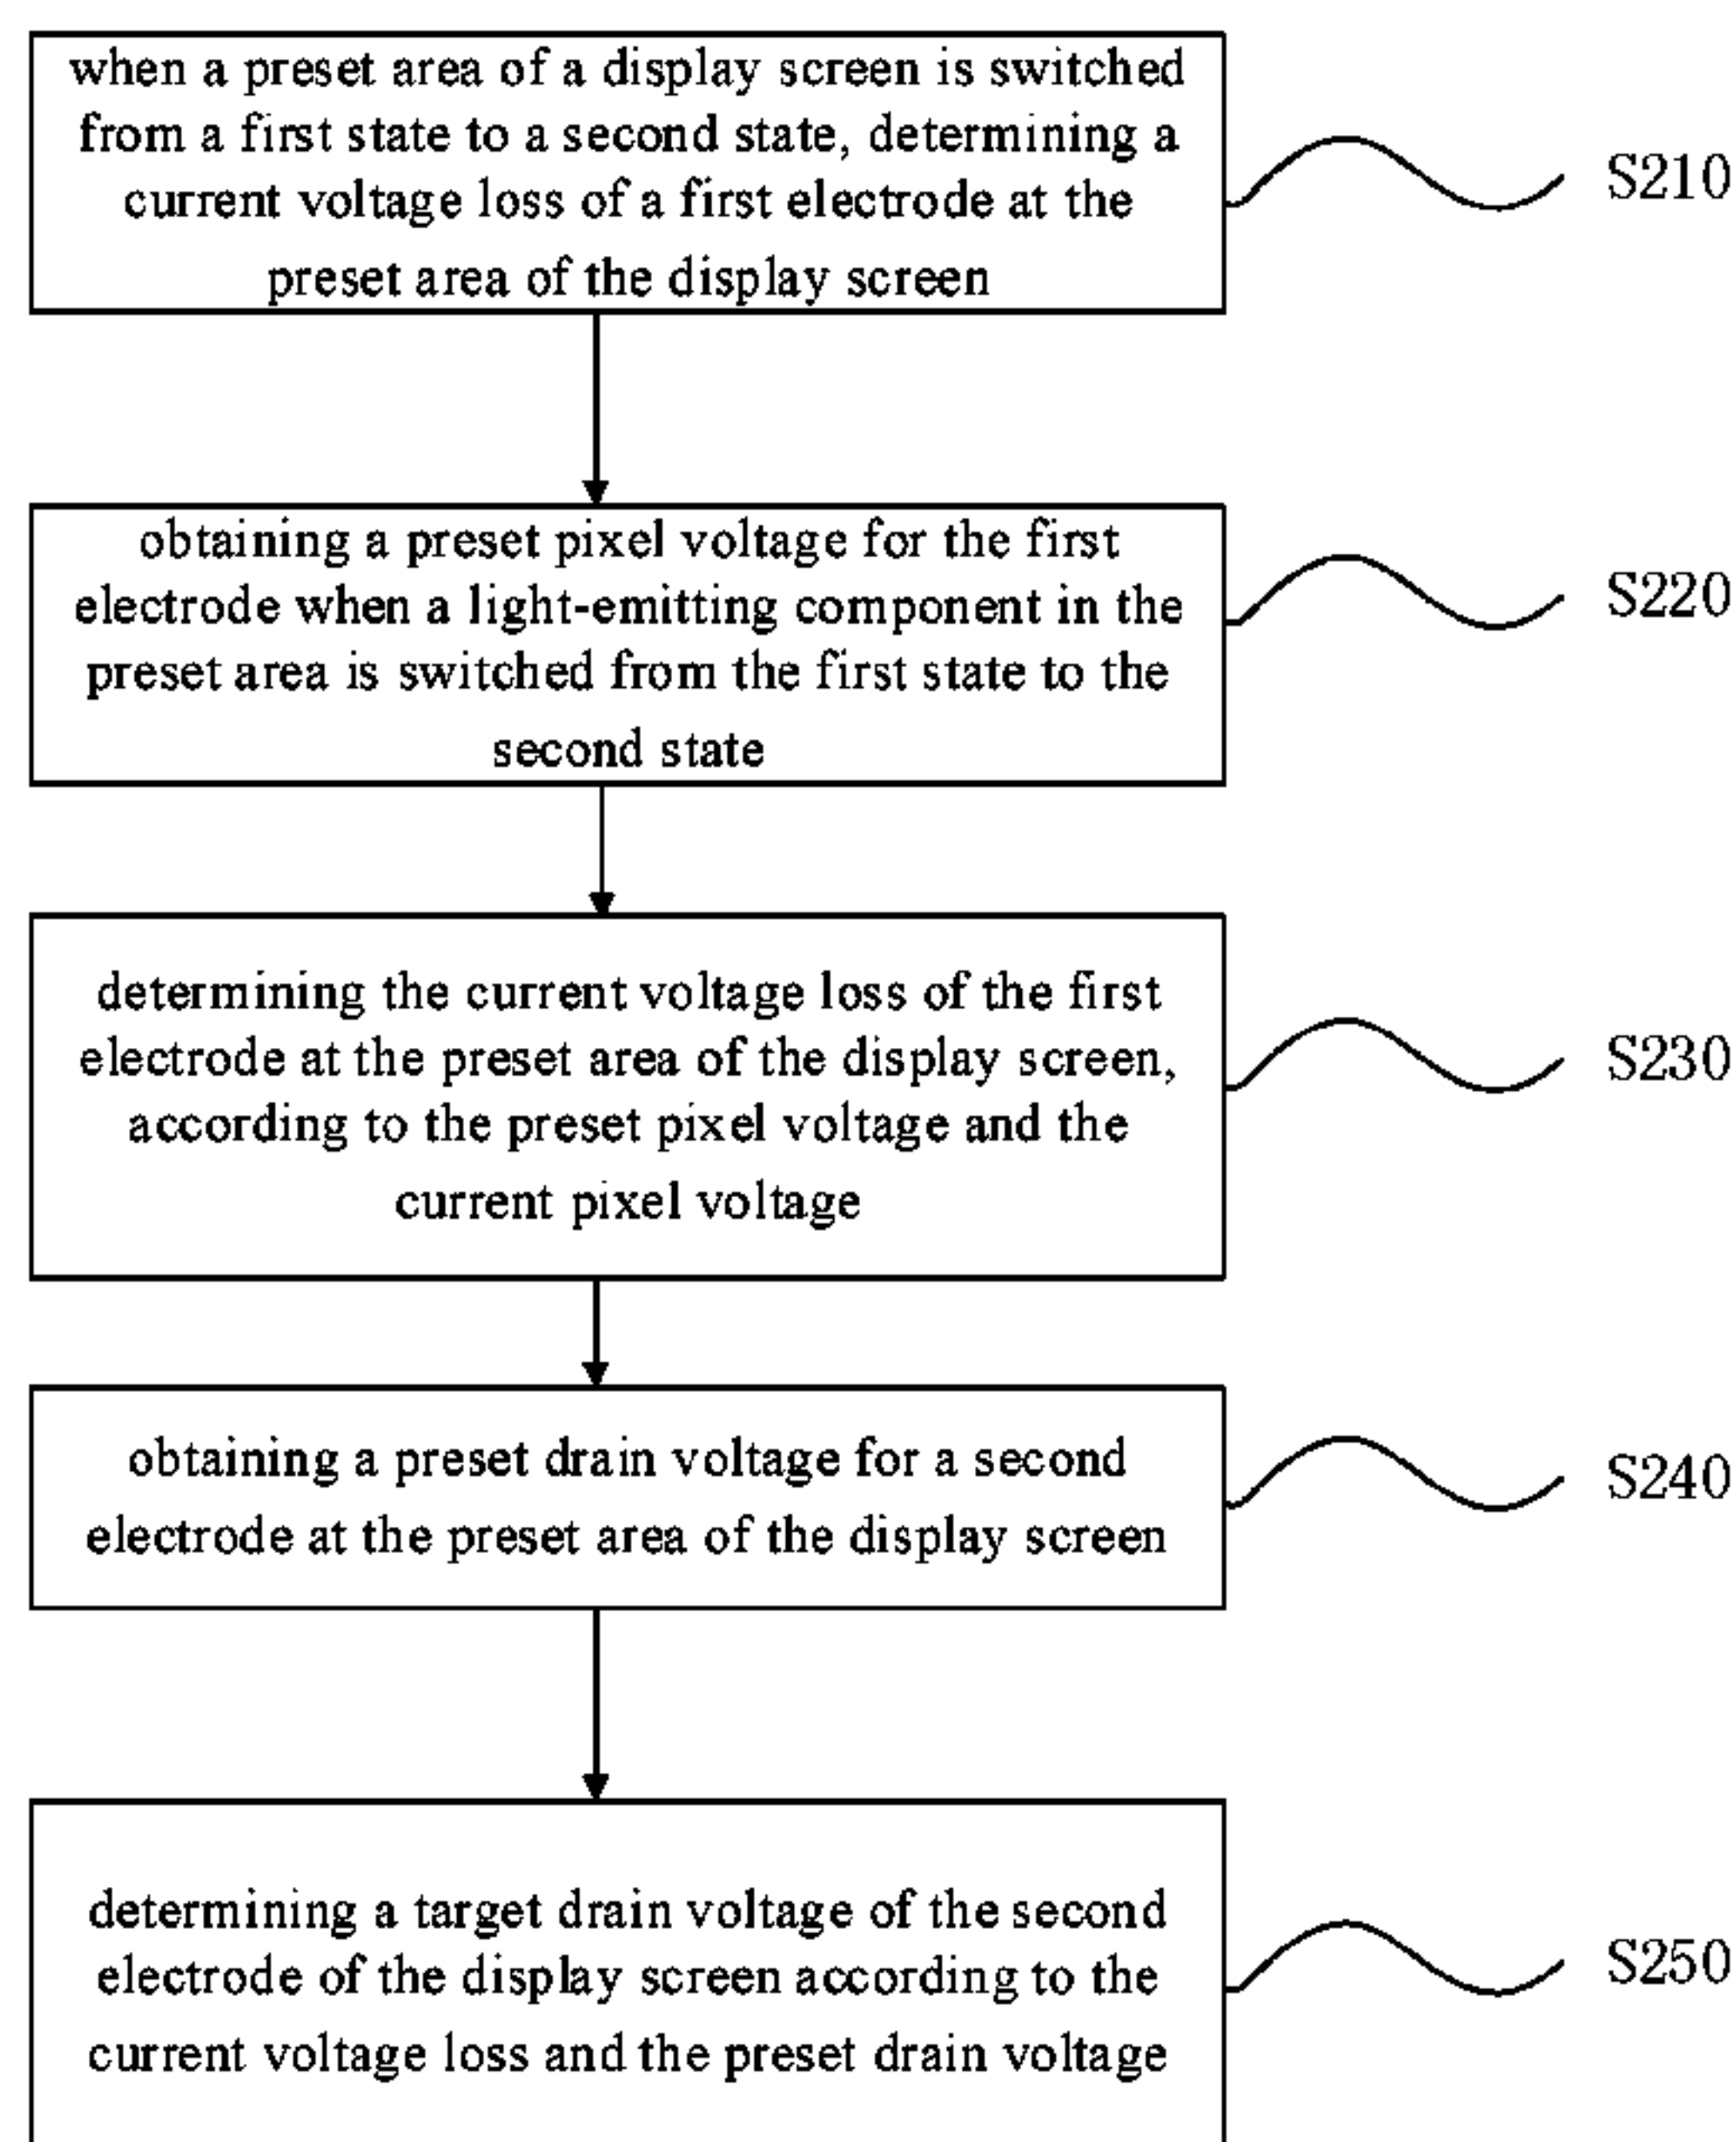 when a preset area of a display screen is switched
from a first state to a second state, determining a
current voltage loss of a first electrode at the
preset area of the display screen
S210
obtaining a preset pixel voltage for the first
electrode when a light-emitting component in the
preset area is switched from the first state to the
second state
S220
determining the current voltage loss of the first
electrode at the preset area of the display screen,
according to the preset pixel voltage and the
current pixel voltage
S230
obtaining a preset drain voltage for a second
electrode at the preset area of the display screen
S240
determining a target drain voltage of the second
electrode of the display screen according to the
current voltage loss and the preset drain voltage
S250